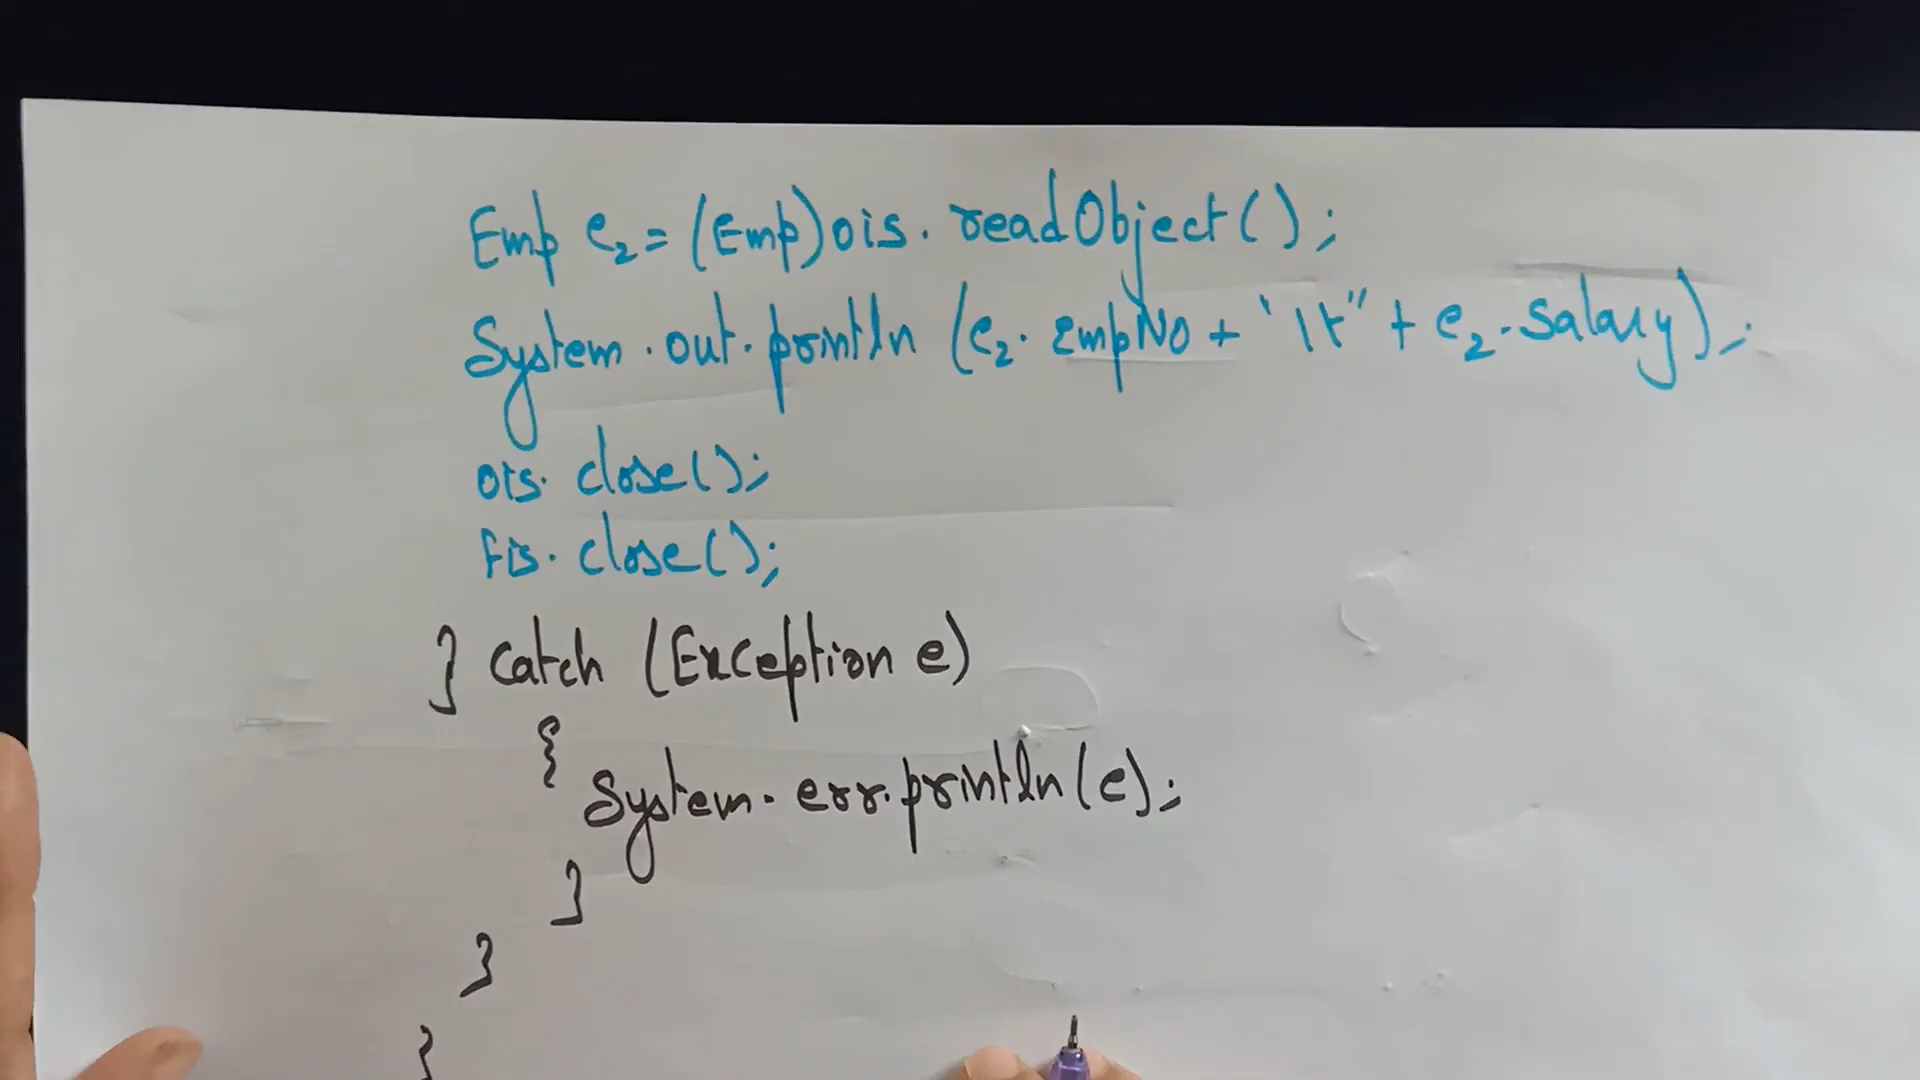 Emp e2 = (Emp)ois.readObject();
System.out.println (e2.empNo + "\t" + e2.salary);
ois.close();
fis.close();
} catch (Exception e)
{
System.err.println(e);
}
}
}